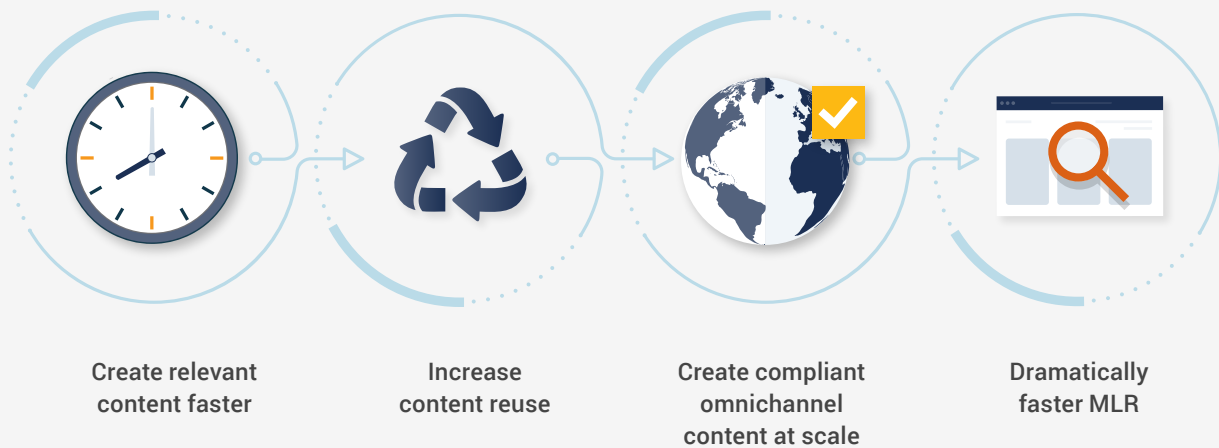 Create relevant
content faster
Increase
content reuse
Create compliant
omnichannel
content at scale
Dramatically
faster MLR